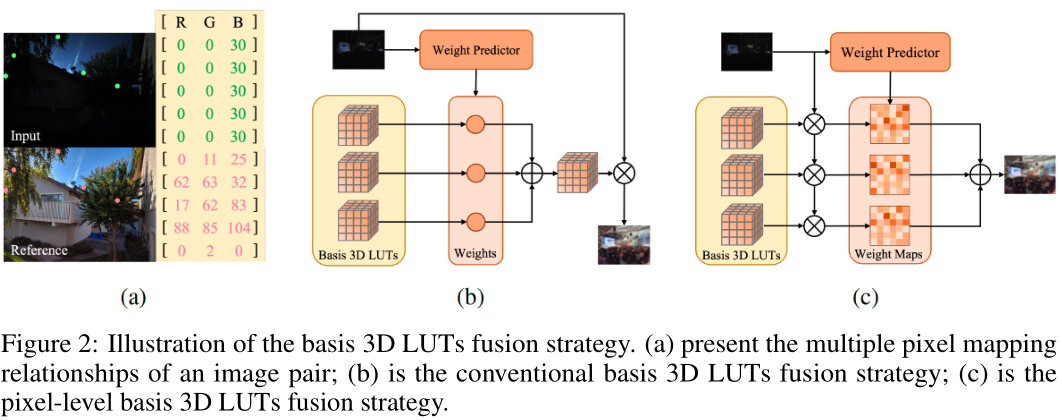 [ R G B ]
[ 0 0 30 ]
[ 0 0 30 ]
[ 0 0 30 ]
[ 0 0 30 ]
[ 0 0 30 ]
[ 0 11 25 ]
[ 62 63 32 ]
[ 17 62 83 ]
[ 88 85 104 ]
[ 0 2 0 ]
Input
Reference
(a)
Weight Predictor
Basis 3D LUTs
Weights
(b)
Weight Predictor
Basis 3D LUTs
Weight Maps
(c)
Figure 2: Illustration of the basis 3D LUTs fusion strategy. (a) present the multiple pixel mapping
relationships of an image pair; (b) is the conventional basis 3D LUTs fusion strategy; (c) is the
pixel-level basis 3D LUTs fusion strategy.